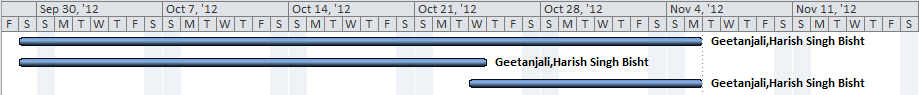 Sep 30, '12 Oct 7, '12 Oct 14, '12 Oct 21, '12 Oct 28, '12 Nov 4, '12 Nov 11, '12
F S S M T W T F S S M T W T F S S M T W T F S S M T W T F S S M T W T F S S M T W T F S S M T W T F S
Geetanjali,Harish Singh Bisht
Geetanjali,Harish Singh Bisht
Geetanjali,Harish Singh Bisht